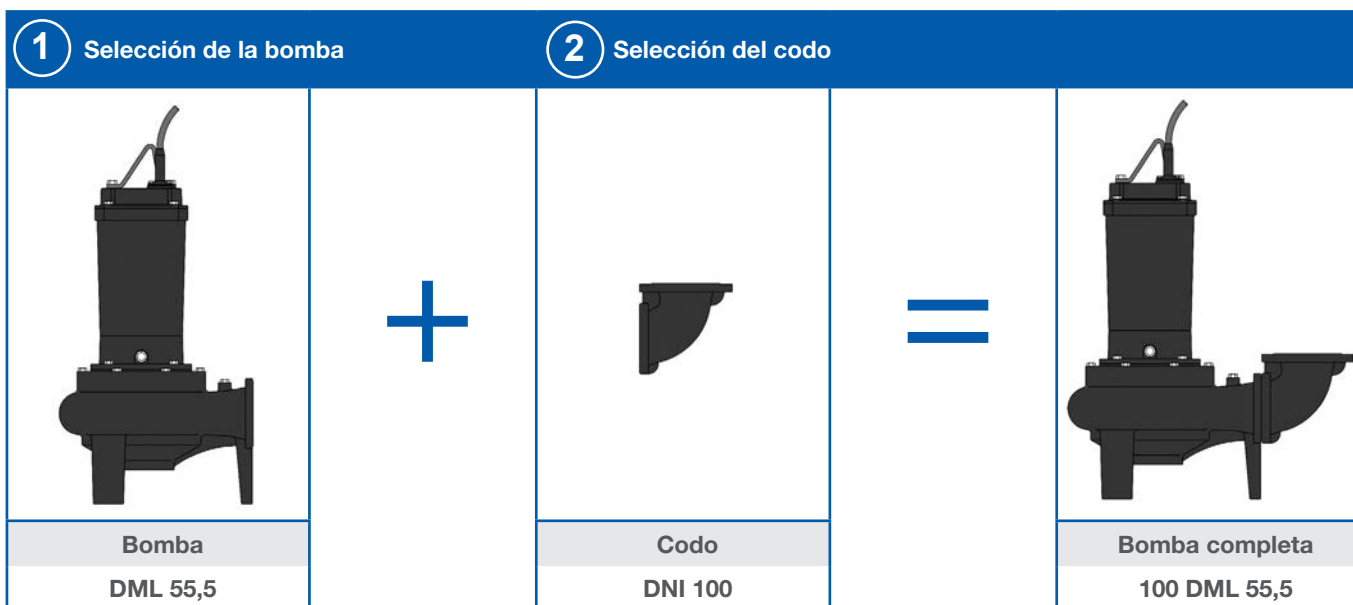 1 Selección de la bomba
2 Selección del codo
Bomba
Codo
Bomba completa
DML 55,5
DNI 100
100 DML 55,5